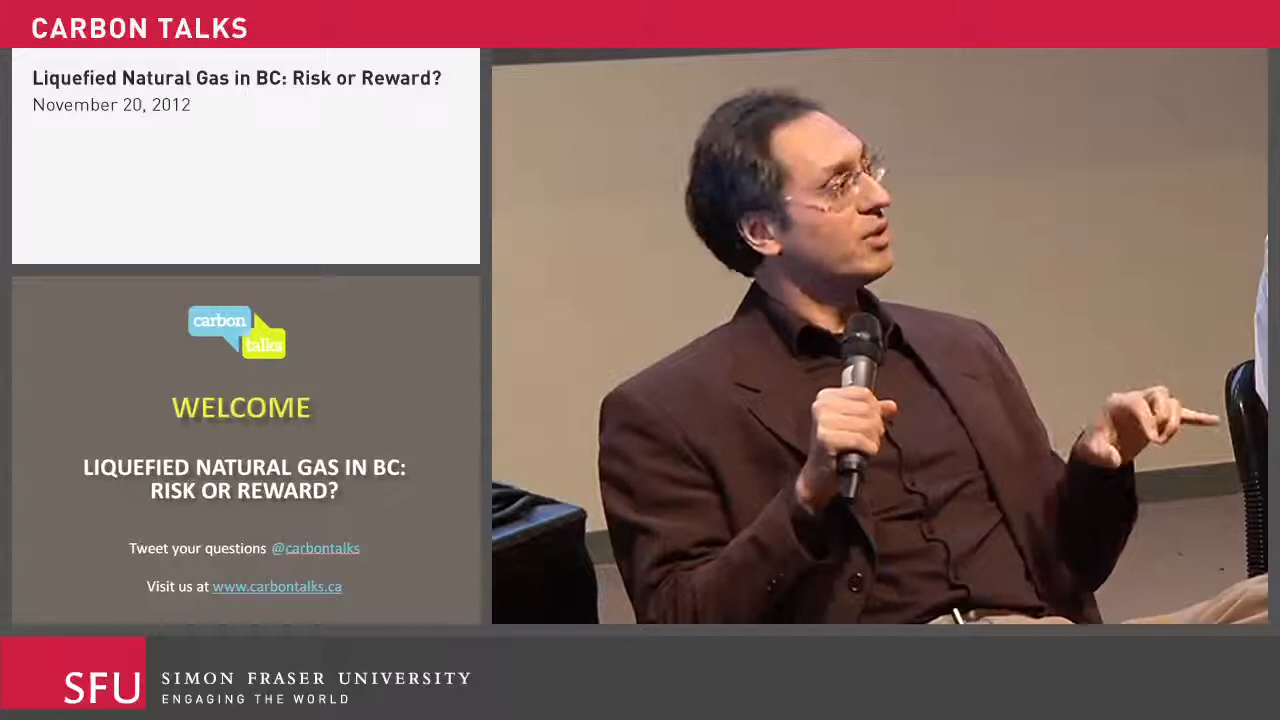 CARBON TALKS
Liquefied Natural Gas in BC: Risk or Reward?
November 20, 2012
carbon
talks
WELCOME
LIQUEFIED NATURAL GAS IN BC:
RISK OR REWARD?
Tweet your questions @carbontalks
Visit us at www.carbontalks.ca
SFU
SIMON FRASER UNIVERSITY
ENGAGING THE WORLD